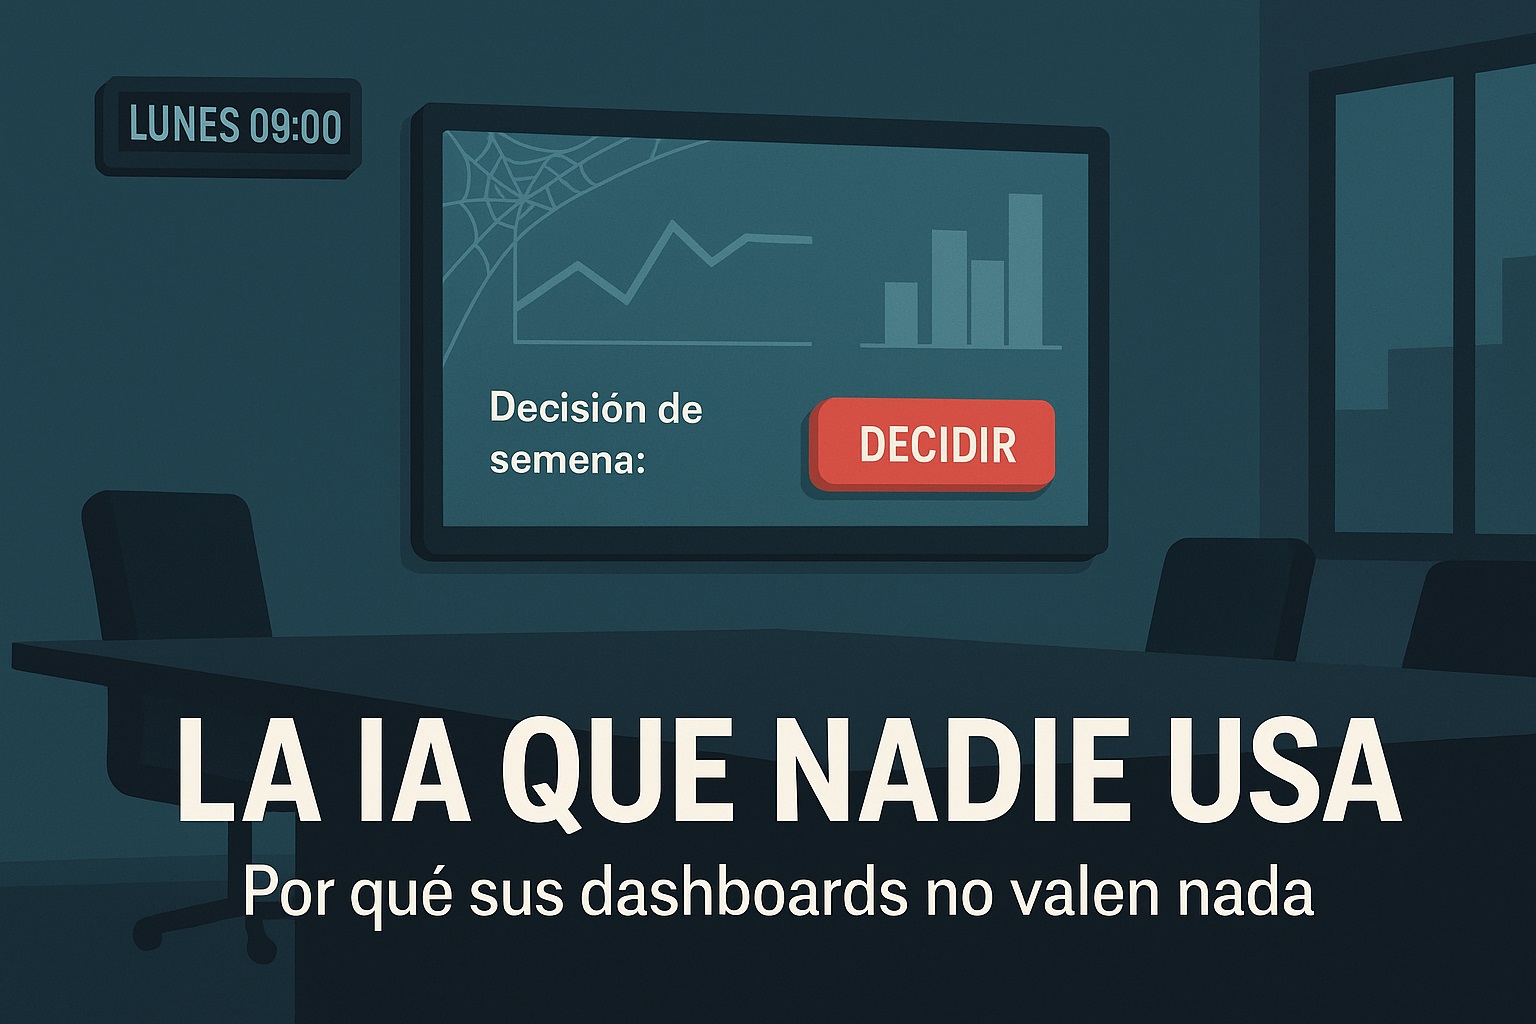 LUNES 09:00
Decisión de
semena:
DECIDIR
LA IA QUE NADIE USA
Por qué sus dashboards no valen nada